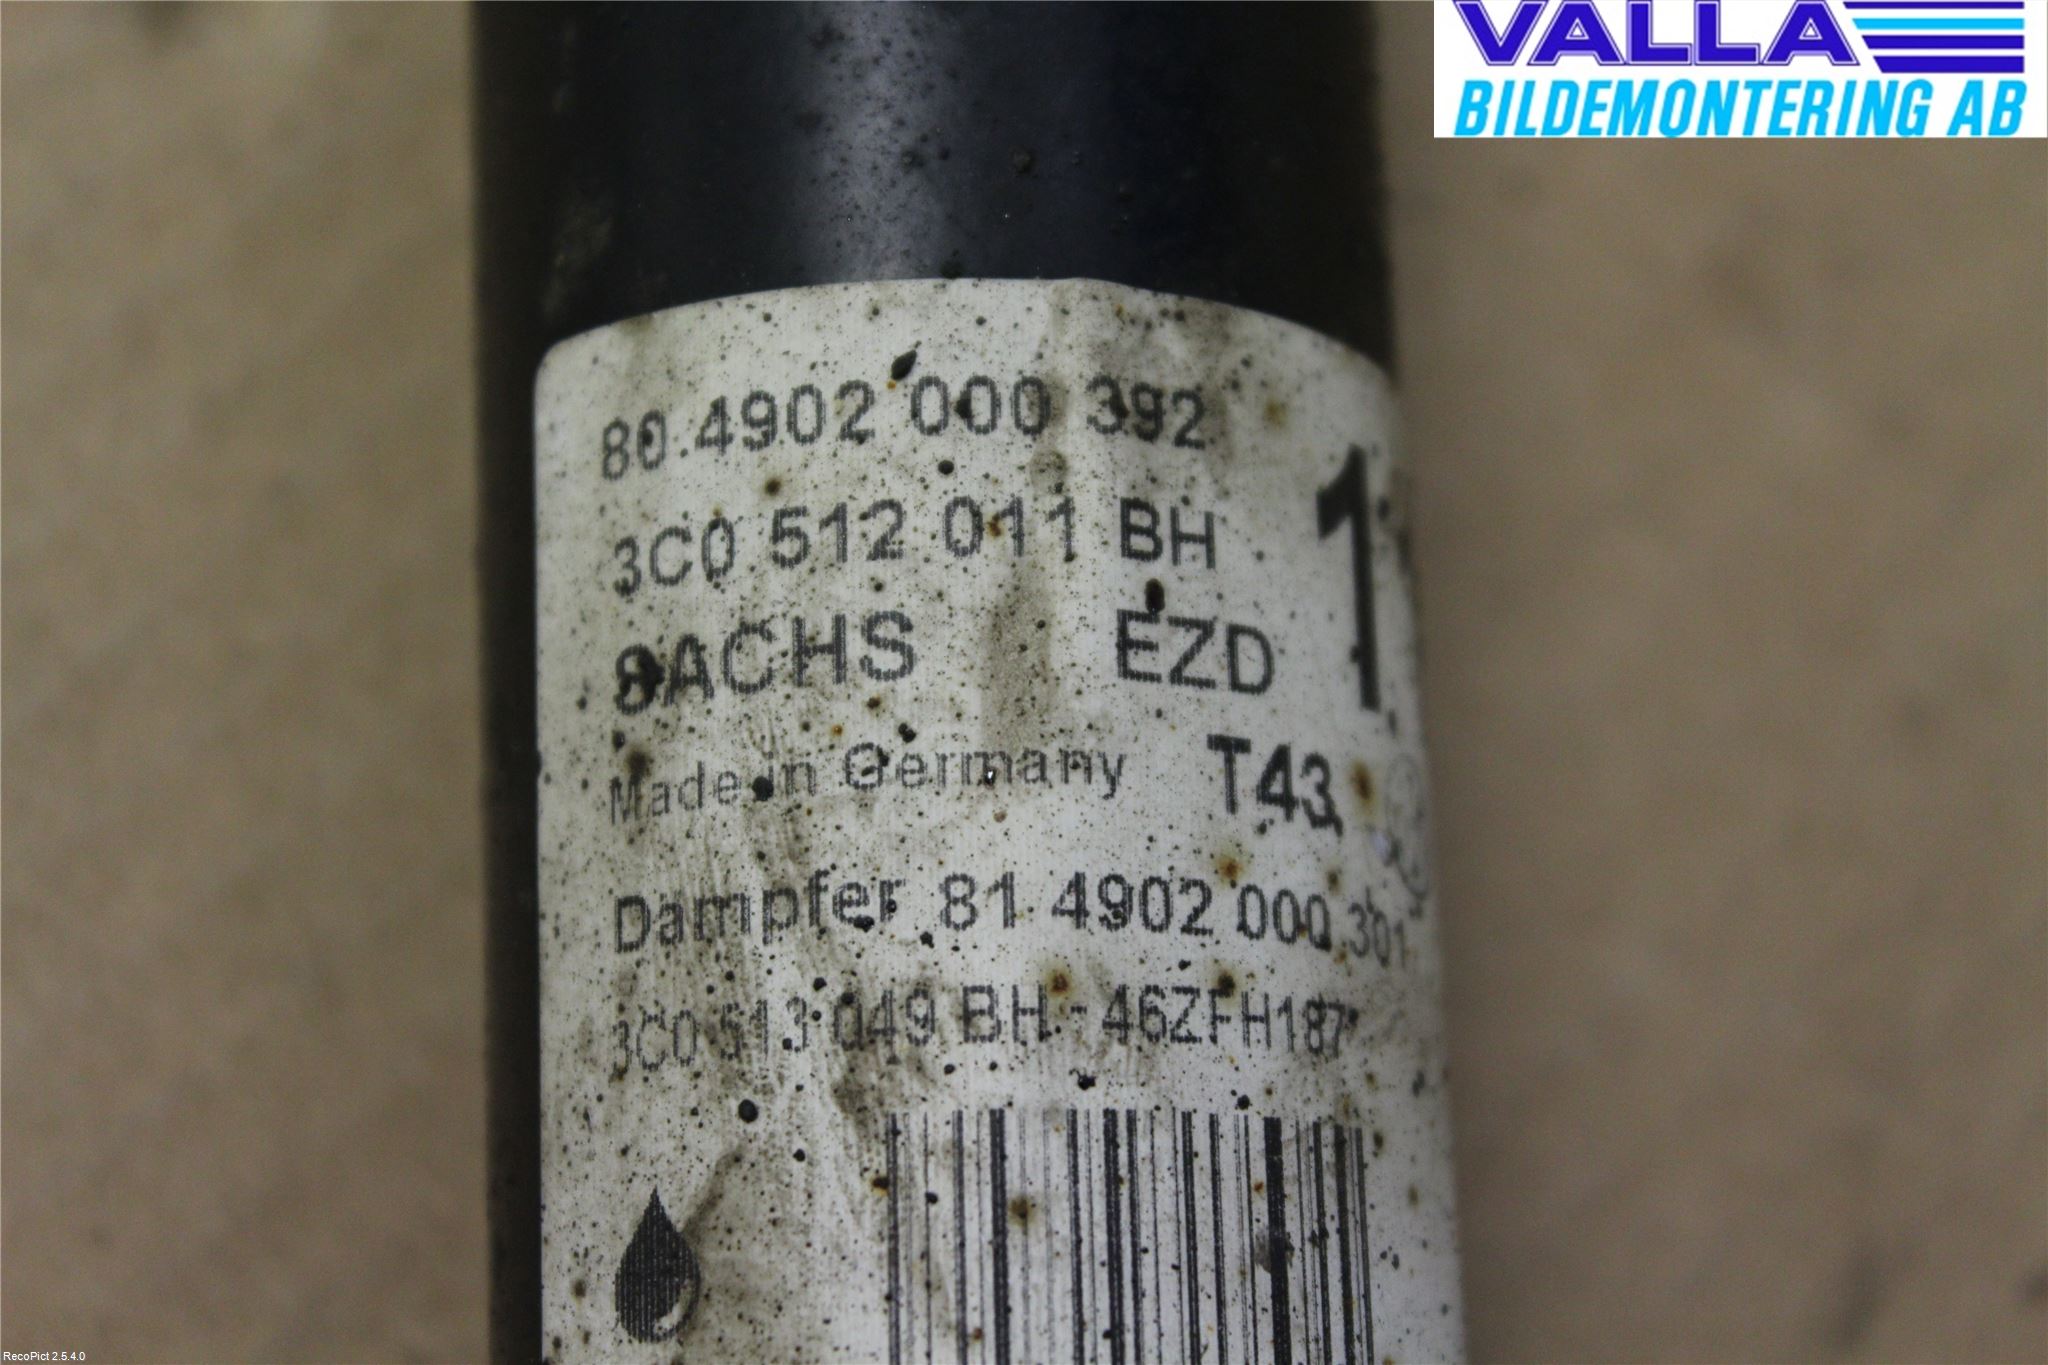 VALLA
BILDEMONTERING AB
80 4902 000 392
3C0 512 011 BH
1
SACHS EZD
Made in Germany T43
Dämpfer 81 4902 000 301
3C0 513 049 BH - 46ZFH187
RecoPict 2.5.4.0